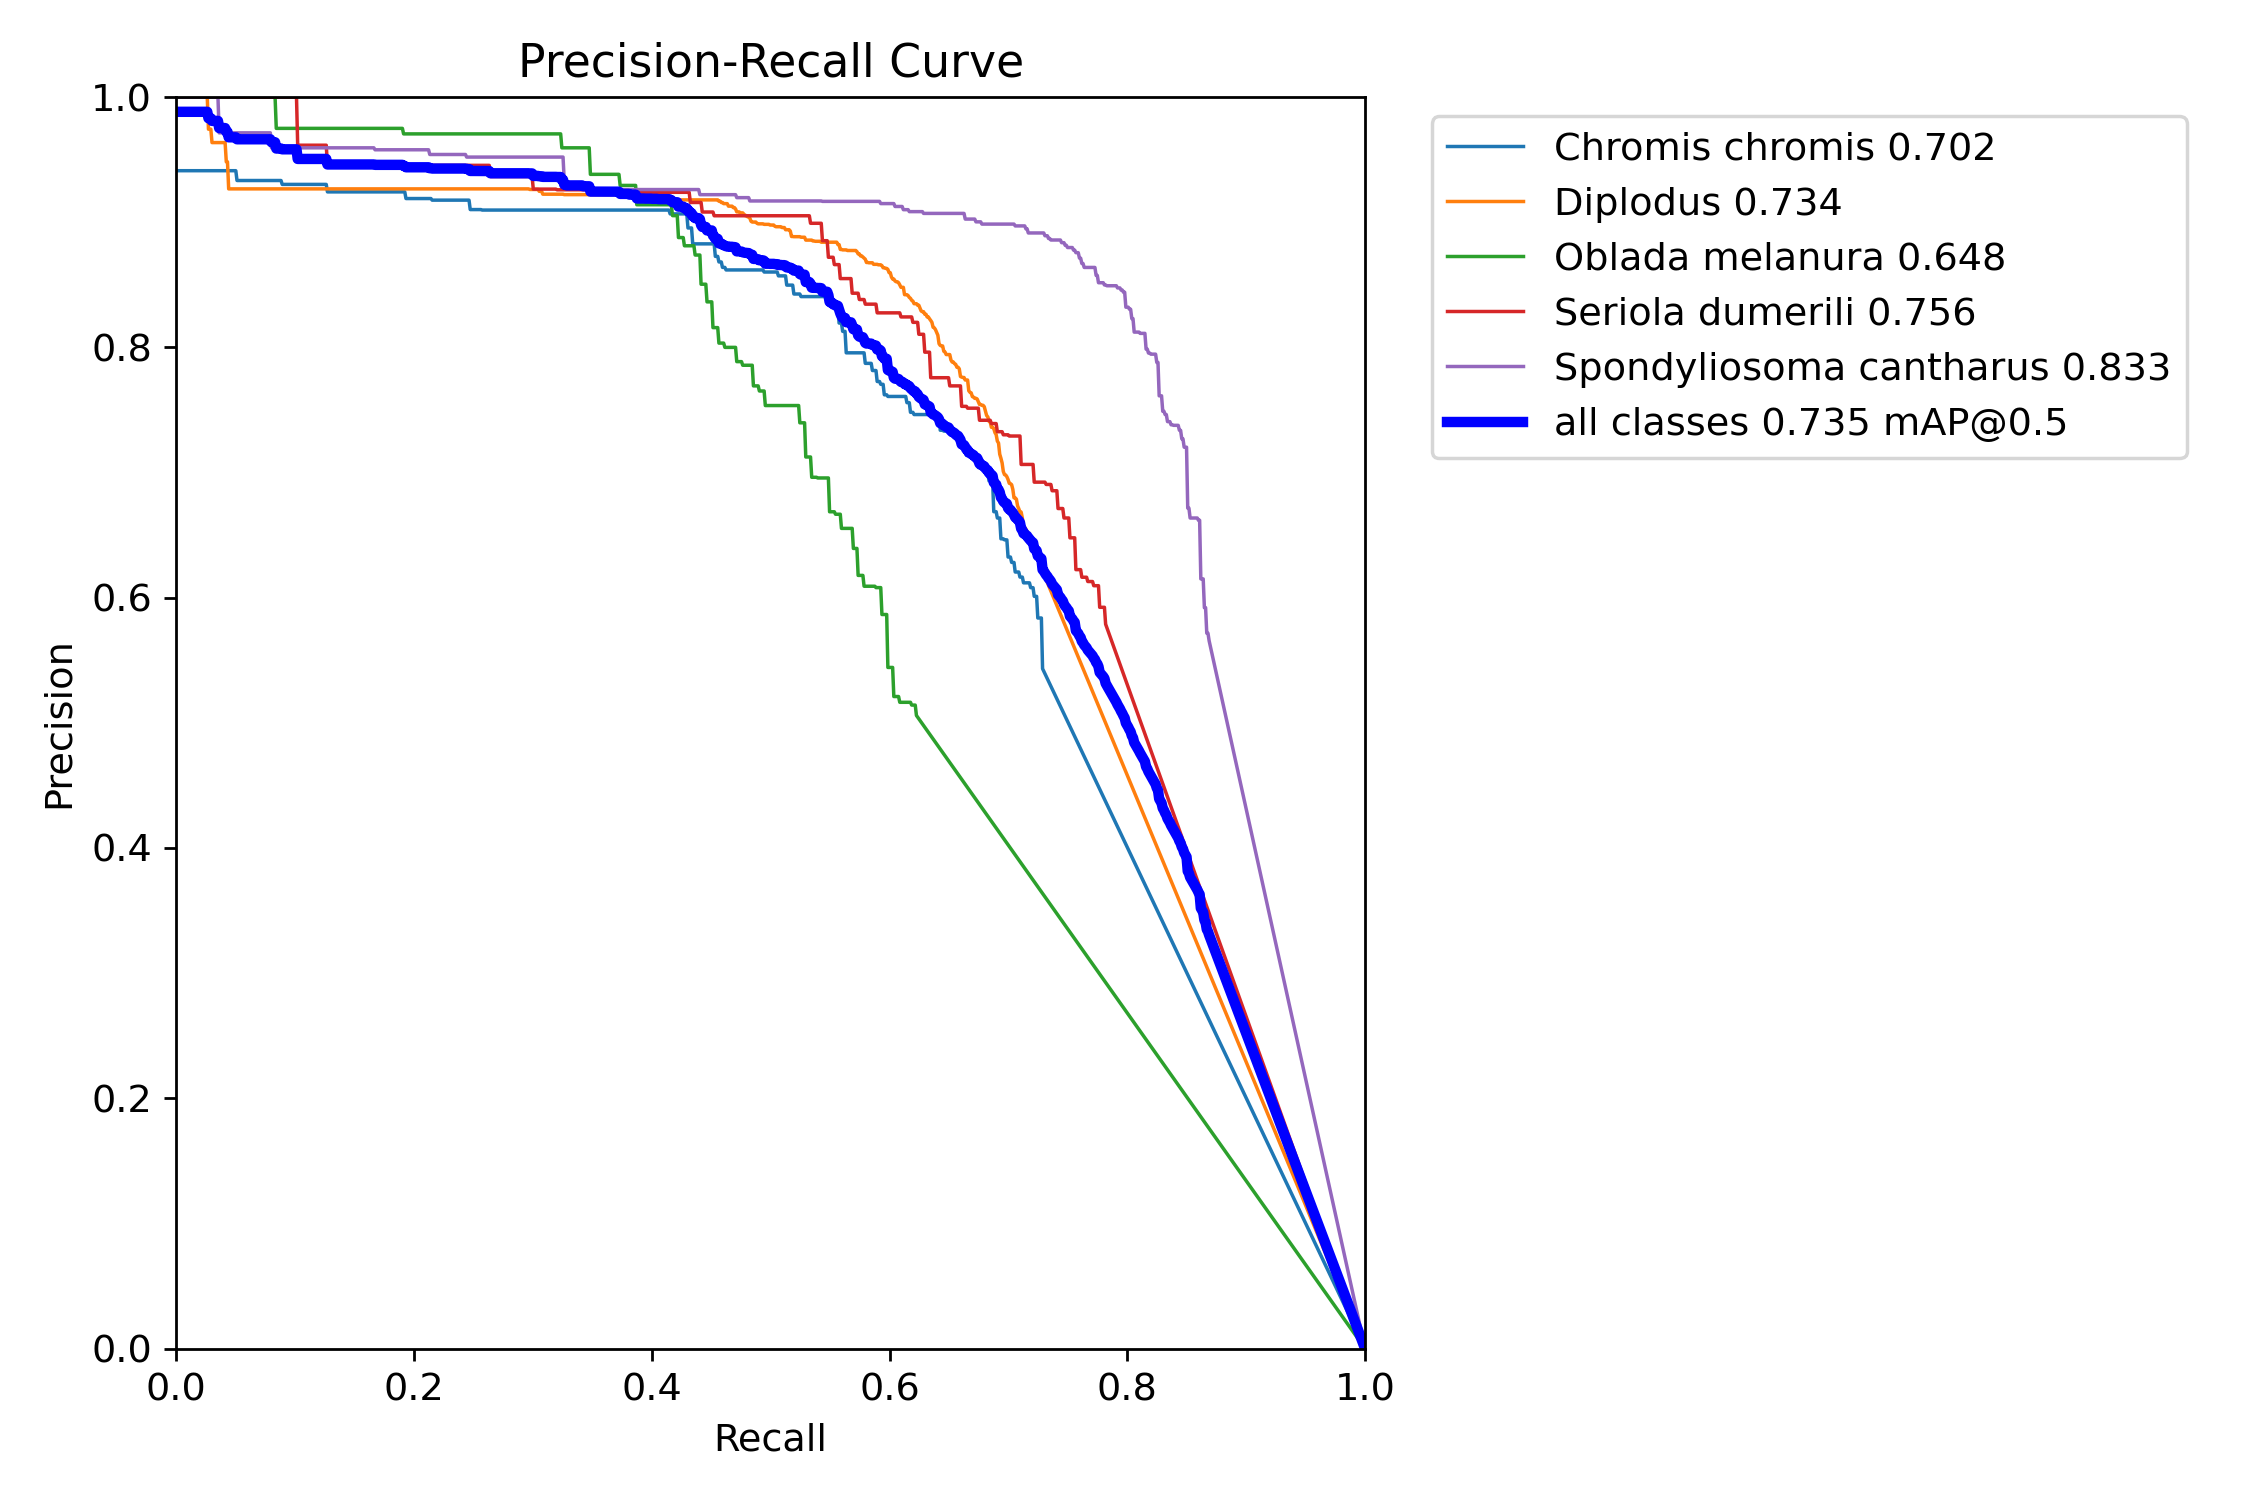 Precision-Recall Curve
1.0
0.8
0.6
0.4
0.2
0.0
Precision
0.0 0.2 0.4 0.6 0.8 1.0
Recall
Chromis chromis 0.702
Diplodus 0.734
Oblada melanura 0.648
Seriola dumerili 0.756
Spondyliosoma cantharus 0.833
all classes 0.735 mAP@0.5